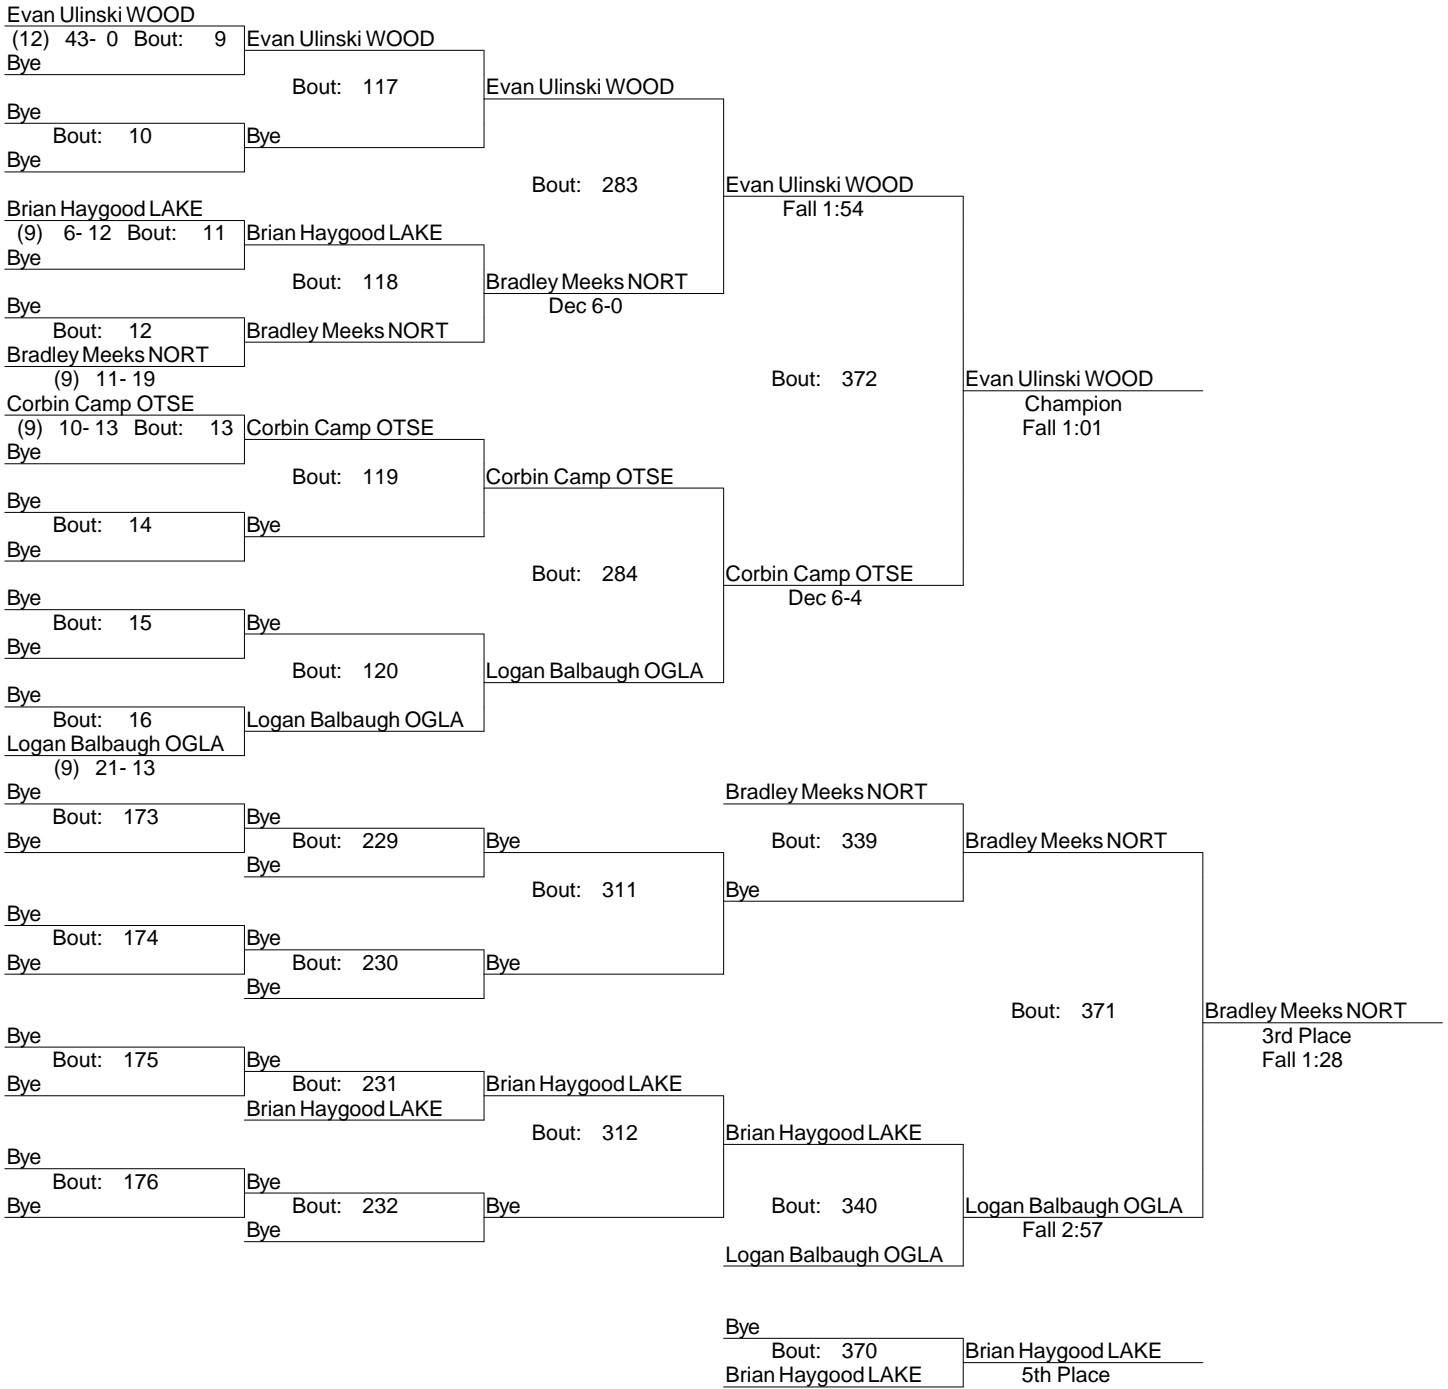 Evan Ulinski WOOD
(12) 43- 0 Bout: 9 Evan Ulinski WOOD
Bye
Bout: 117 Evan Ulinski WOOD
Bye
Bout: 10 Bye
Bye
Bout: 283 Evan Ulinski WOOD
Brian Haygood LAKE Fall 1:54
(9) 6- 12 Bout: 11 Brian Haygood LAKE
Bye
Bout: 118 Bradley Meeks NORT
Bye Dec 6-0
Bout: 12 Bradley Meeks NORT
Bradley Meeks NORT
(9) 11- 19 Bout: 372 Evan Ulinski WOOD
Corbin Camp OTSE Champion
(9) 10- 13 Bout: 13 Corbin Camp OTSE Fall 1:01
Bye
Bout: 119 Corbin Camp OTSE
Bye
Bout: 14 Bye
Bye
Bout: 284 Corbin Camp OTSE
Bye Dec 6-4
Bout: 15 Bye
Bye
Bout: 120 Logan Balbaugh OGLA
Bye
Bout: 16 Logan Balbaugh OGLA
Logan Balbaugh OGLA
(9) 21- 13
Bye Bradley Meeks NORT
Bout: 173 Bye
Bye Bout: 229 Bye Bout: 339 Bradley Meeks NORT
Bye
Bout: 311 Bye
Bye
Bout: 174 Bye
Bye Bout: 230 Bye
Bye
Bout: 371 Bradley Meeks NORT
Bye 3rd Place
Bout: 175 Bye Fall 1:28
Bye Bout: 231 Brian Haygood LAKE
Brian Haygood LAKE
Bout: 312 Brian Haygood LAKE
Bye
Bout: 176 Bye
Bye Bout: 232 Bye Bout: 340 Logan Balbaugh OGLA
Bye Fall 2:57
Logan Balbaugh OGLA
Bye
Bout: 370 Brian Haygood LAKE
Brian Haygood LAKE 5th Place